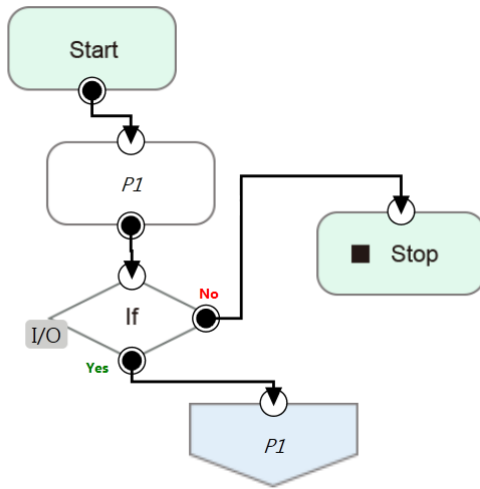 Start
P1
No
If
I/O
Yes
Stop
P1